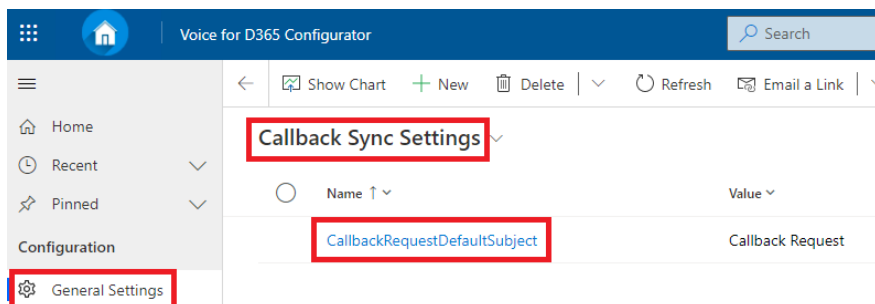 Voice for D365 Configurator
Search
Show Chart
New
Delete
Refresh
Email a Link
Home
Recent
Pinned
Configuration
General Settings
Callback Sync Settings
Name ↑
Value
CallbackRequestDefaultSubject
Callback Request